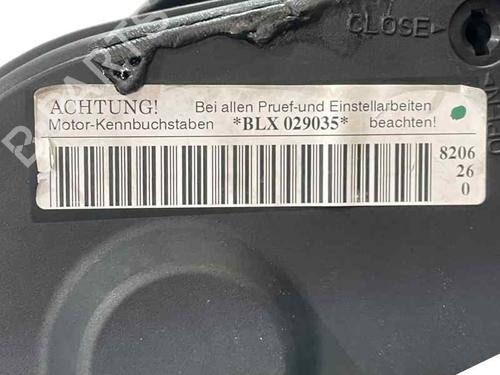 CLOSE
ACHTUNG! Bei allen Pruef-und Einstellarbeiten
Motor-Kennbuchstaben *BLX 029035* beachten!
8206
26
0